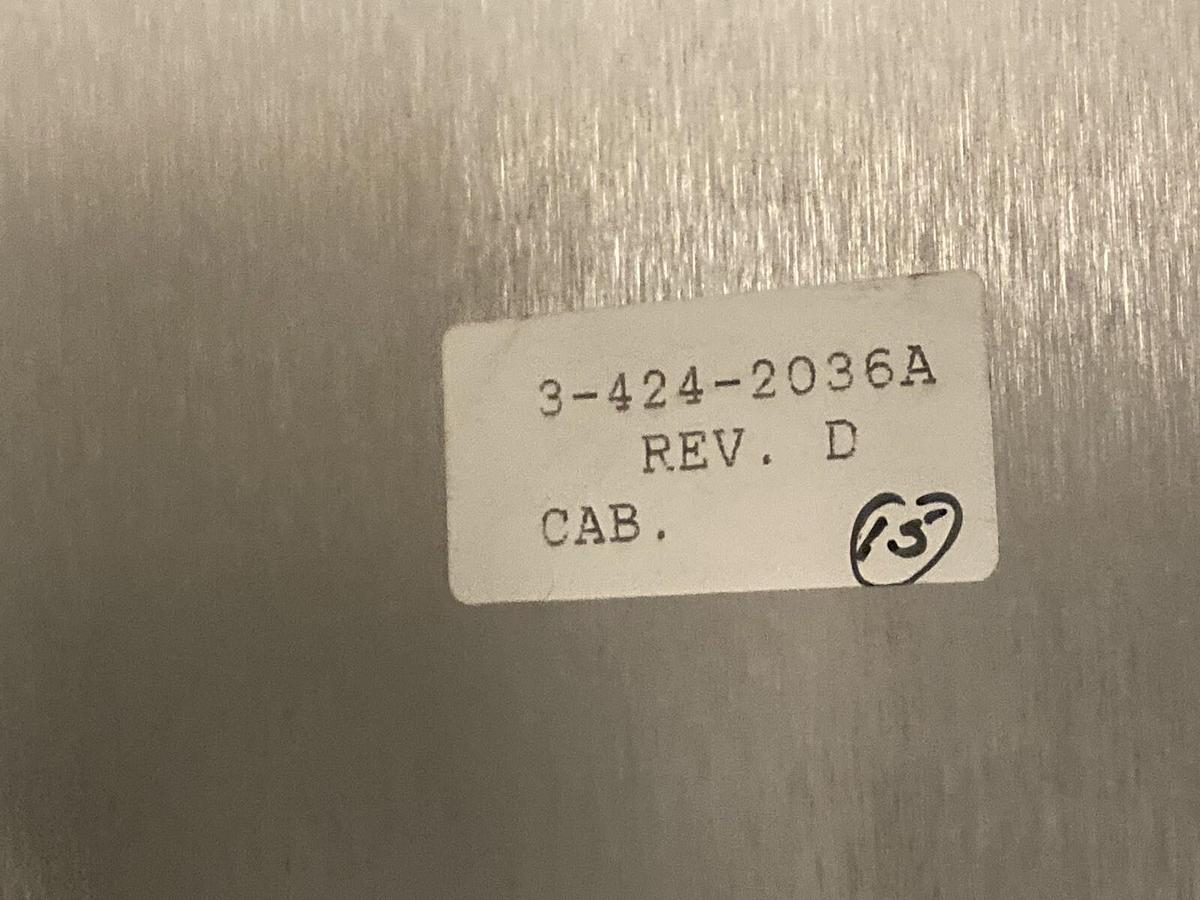 3-424-2036A
REV. D
CAB. 15